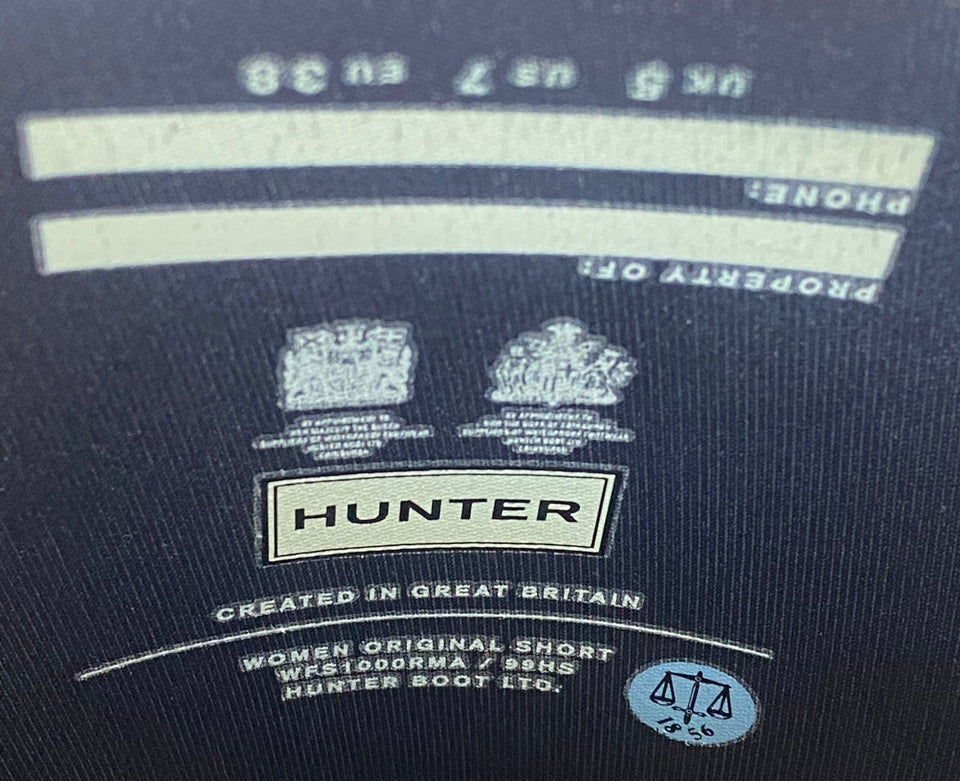 PROPERTY OF:
PHONE:
UK 5 US 7 EU 38
HUNTER
CREATED IN GREAT BRITAIN
WOMEN ORIGINAL SHORT
WFS1000RMA / 99HS
HUNTER BOOT LTD.
1856